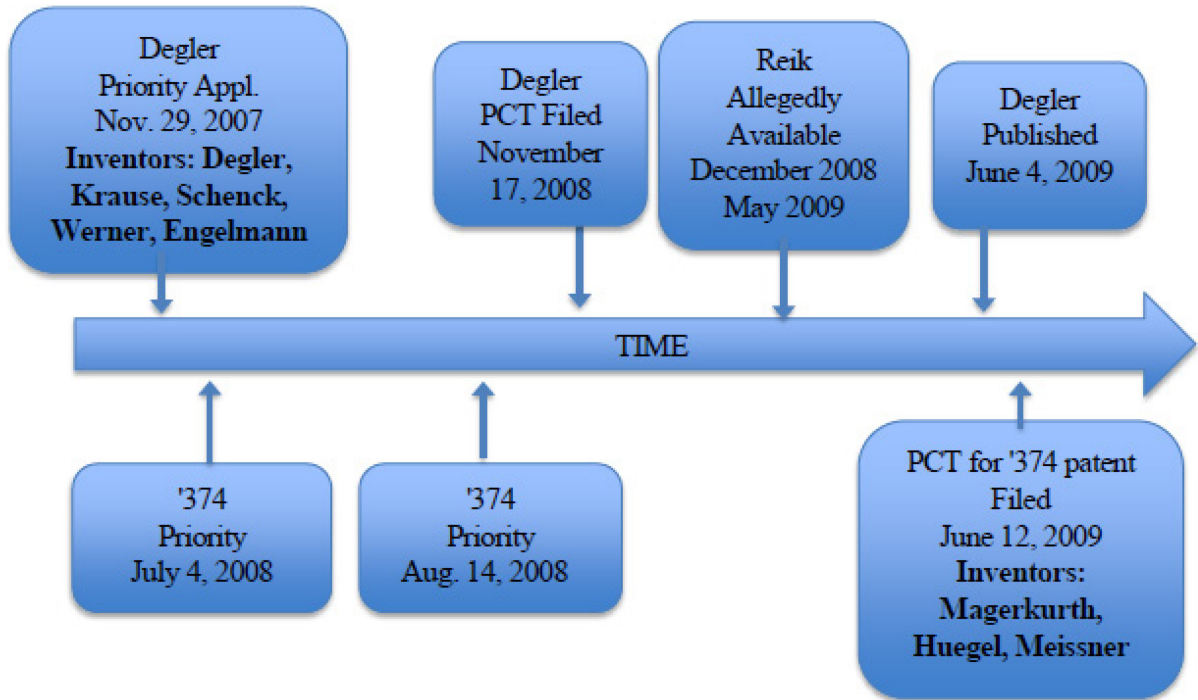 Degler
Priority Appl.
Nov. 29, 2007
Inventors: Degler,
Krause, Schenck,
Werner, Engelmann
Degler
PCT Filed
November
17, 2008
Reik
Allegedly
Available
December 2008
May 2009
Degler
Published
June 4, 2009
TIME
'374
Priority
July 4, 2008
'374
Priority
Aug. 14, 2008
PCT for '374 patent
Filed
June 12, 2009
Inventors:
Magerkurth,
Huegel, Meissner